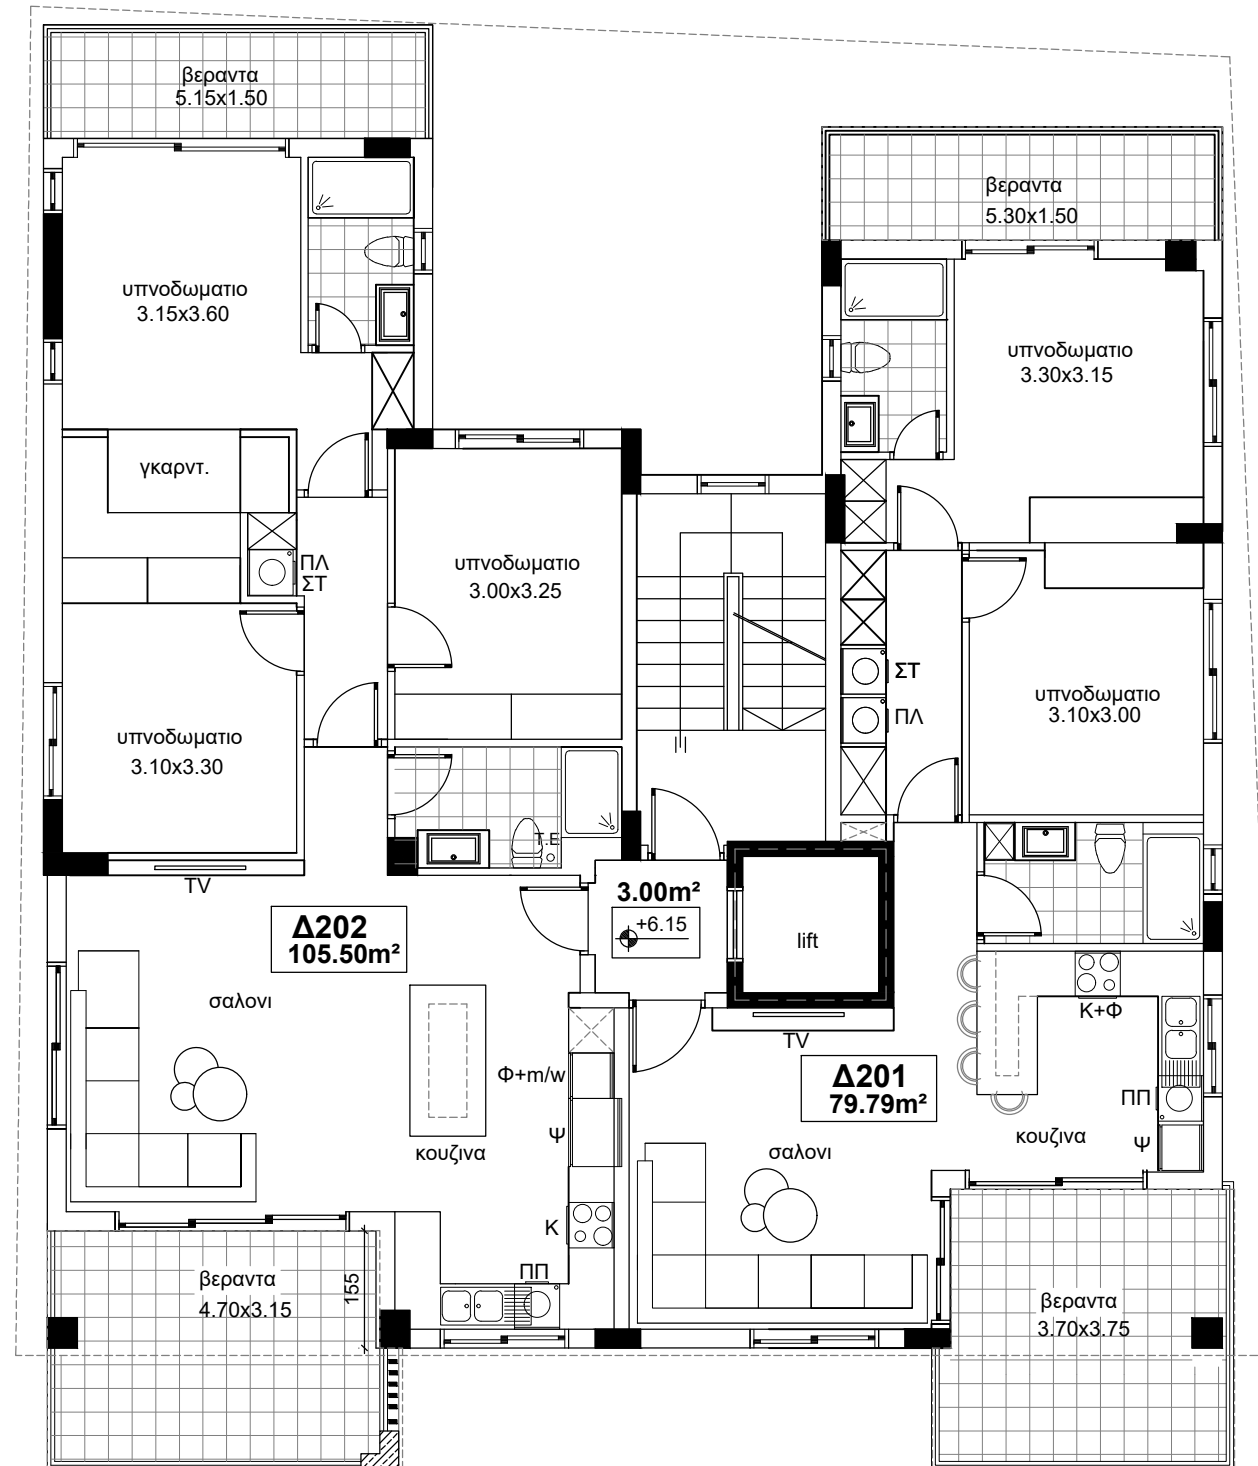 βεραντα
5.15x1.50
βεραντα
5.30x1.50
υπνοδωματιο
3.15x3.60
υπνοδωματιο
3.30x3.15
γκαρντ.
ΠΛ
ΣΤ
υπνοδωματιο
3.00x3.25
ΣΤ
ΠΛ
υπνοδωματιο
3.10x3.00
υπνοδωματιο
3.10x3.30
Τ.Ε
TV
3.00m²
+6.15
lift
Δ202
105.50m²
σαλονι
Κ+Φ
TV
Φ+m/w
Δ201
79.79m²
ΠΠ
Ψ
κουζινα
κουζινα
Ψ
σαλονι
Κ
ΠΠ
βεραντα
4.70x3.15
155
βεραντα
3.70x3.75